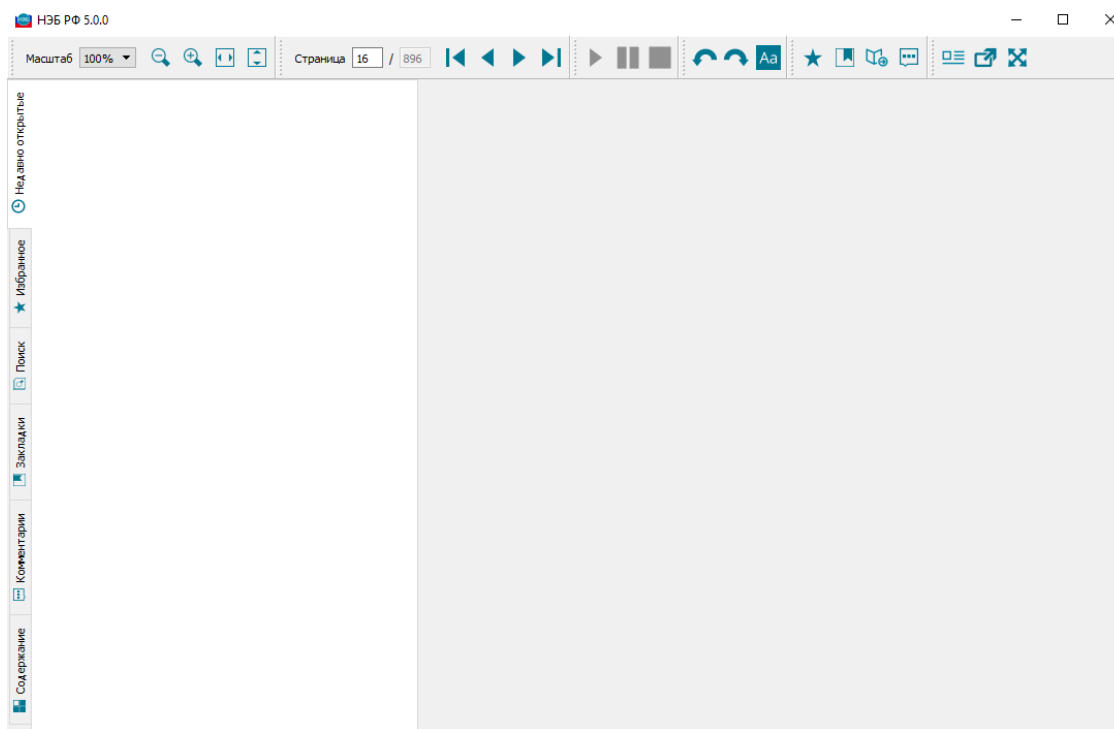 НЭБ РФ 5.0.0
Масштаб 100% Страница 16 / 896 Aa
Недавно открытые
Избранное
Поиск
Закладки
Комментарии
Содержание